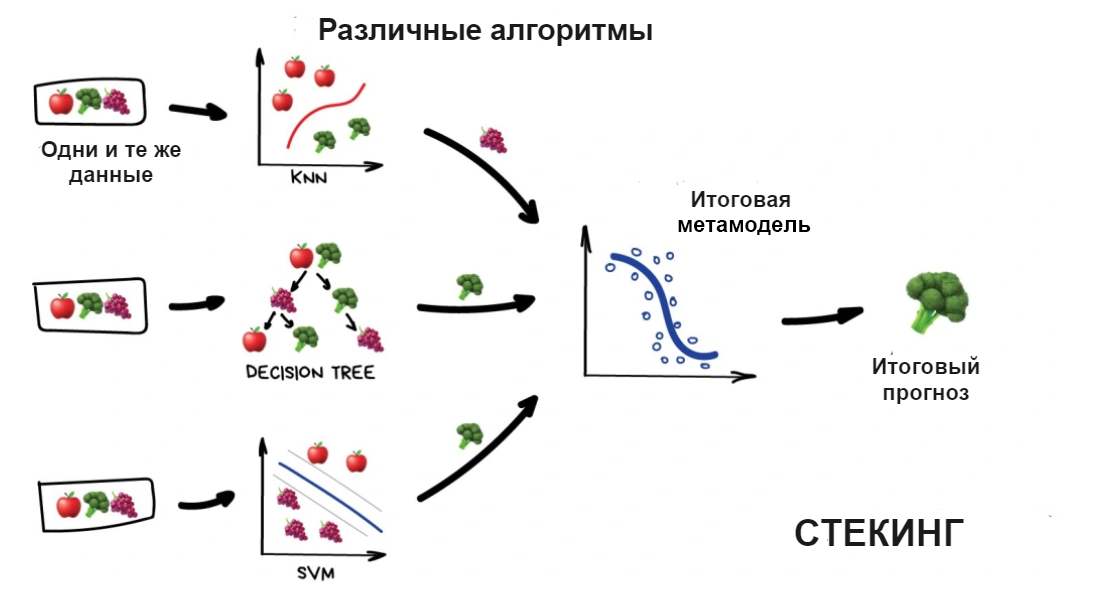 Различные алгоритмы
Одни и те же
данные
KNN
DECISION TREE
SVM
Итоговая
метамодель
Итоговый
прогноз
СТЕКИНГ